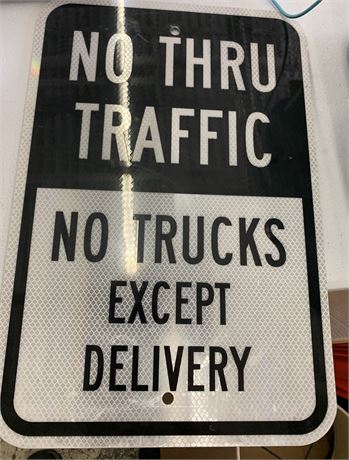 NO THRU
TRAFFIC
NO TRUCKS
EXCEPT
DELIVERY